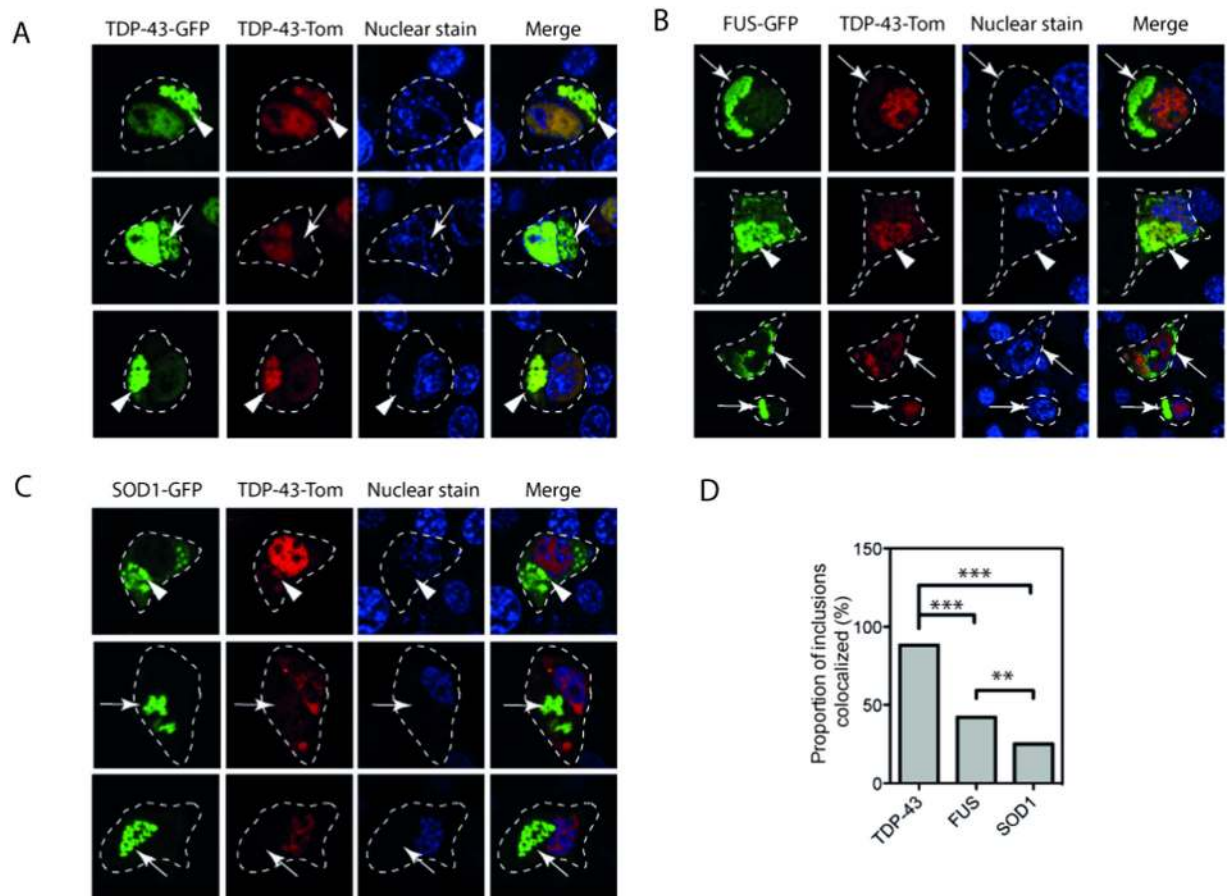 A
TDP-43-GFP TDP-43-Tom Nuclear stain Merge
B
FUS-GFP TDP-43-Tom Nuclear stain Merge
C
SOD1-GFP TDP-43-Tom Nuclear stain Merge
D
Proportion of inclusions
colocalized (%)
150
100
50
0
***
***
**
TDP-43 FUS SOD1